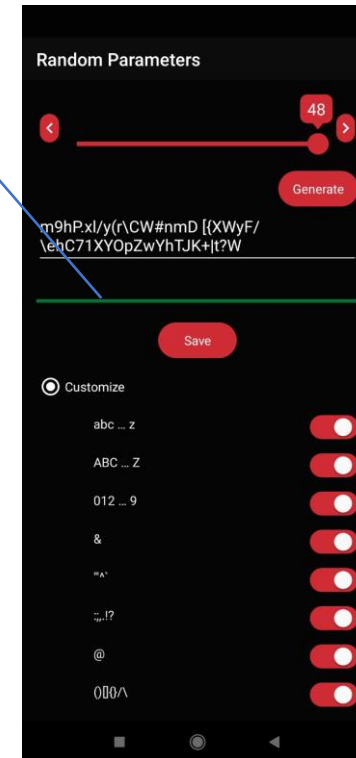 Random Parameters
48
Generate
m9hP.xl/y(r\CW#nmD [{XWyF/
\ehC71XYOpZwYhTJK+|t?W
Save
Customize
abc ... z
ABC ... Z
012 ... 9
&
"'^`
:;,.!?
@
()[]{}/\